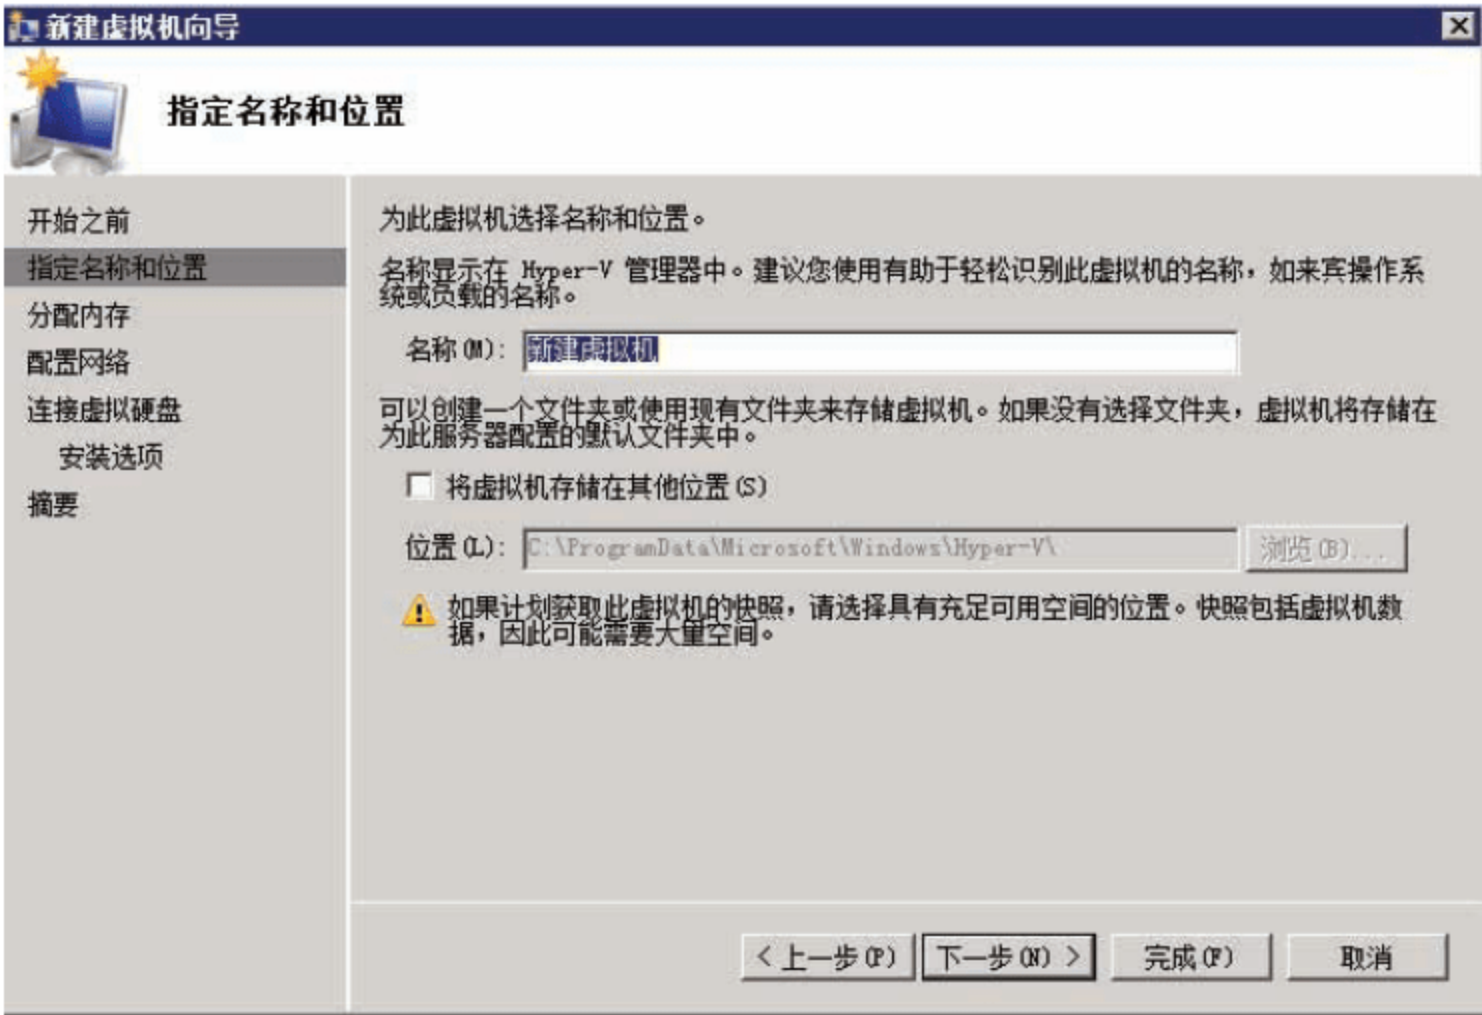 新建虚拟机向导
指定名称和位置
开始之前
指定名称和位置
分配内存
配置网络
连接虚拟硬盘
安装选项
摘要
为此虚拟机选择名称和位置。
名称显示在 Hyper-V 管理器中。建议您使用有助于轻松识别此虚拟机的名称，如来宾操作系
统或负载的名称。
名称(M): 新建虚拟机
可以创建一个文件夹或使用现有文件夹来存储虚拟机。如果没有选择文件夹，虚拟机将存储在
为此服务器配置的默认文件夹中。
将虚拟机存储在其他位置(S)
位置(L): C:\ProgramData\Microsoft\Windows\Hyper-V\ 浏览(B)...
如果计划获取此虚拟机的快照，请选择具有充足可用空间的位置。快照包括虚拟机数
据，因此可能需要大量空间。
< 上一步(P) 下一步(N) > 完成(F) 取消